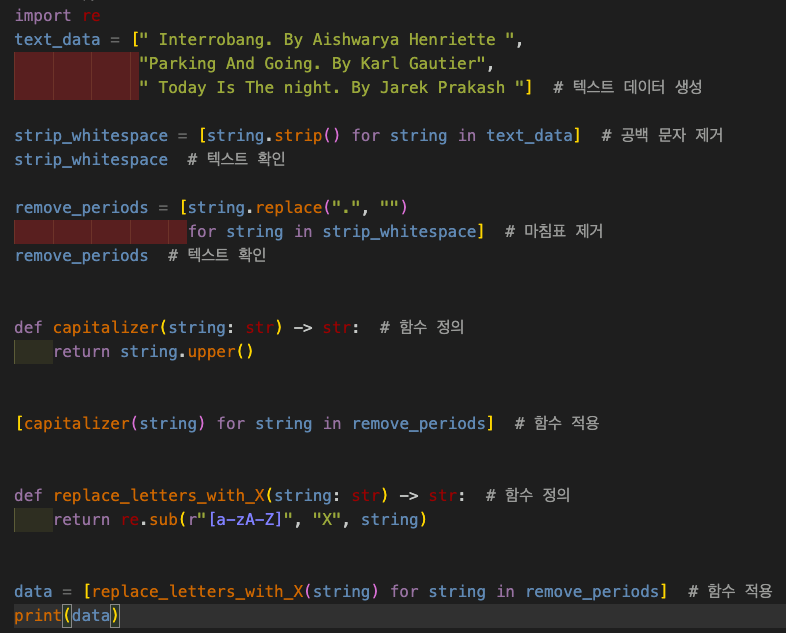 import re
text_data = [" Interrobang. By Aishwarya Henriette ",
"Parking And Going. By Karl Gautier",
" Today Is The night. By Jarek Prakash "]  # 텍스트 데이터 생성
strip_whitespace = [string.strip() for string in text_data]  # 공백 문자 제거
strip_whitespace  # 텍스트 확인
remove_periods = [string.replace(".", "")
for string in strip_whitespace]  # 마침표 제거
remove_periods  # 텍스트 확인
def capitalizer(string: str) -> str:  # 함수 정의
return string.upper()
[capitalizer(string) for string in remove_periods]  # 함수 적용
def replace_letters_with_X(string: str) -> str:  # 함수 정의
return re.sub(r"[a-zA-Z]", "X", string)
data = [replace_letters_with_X(string) for string in remove_periods]  # 함수 적용
print(data)